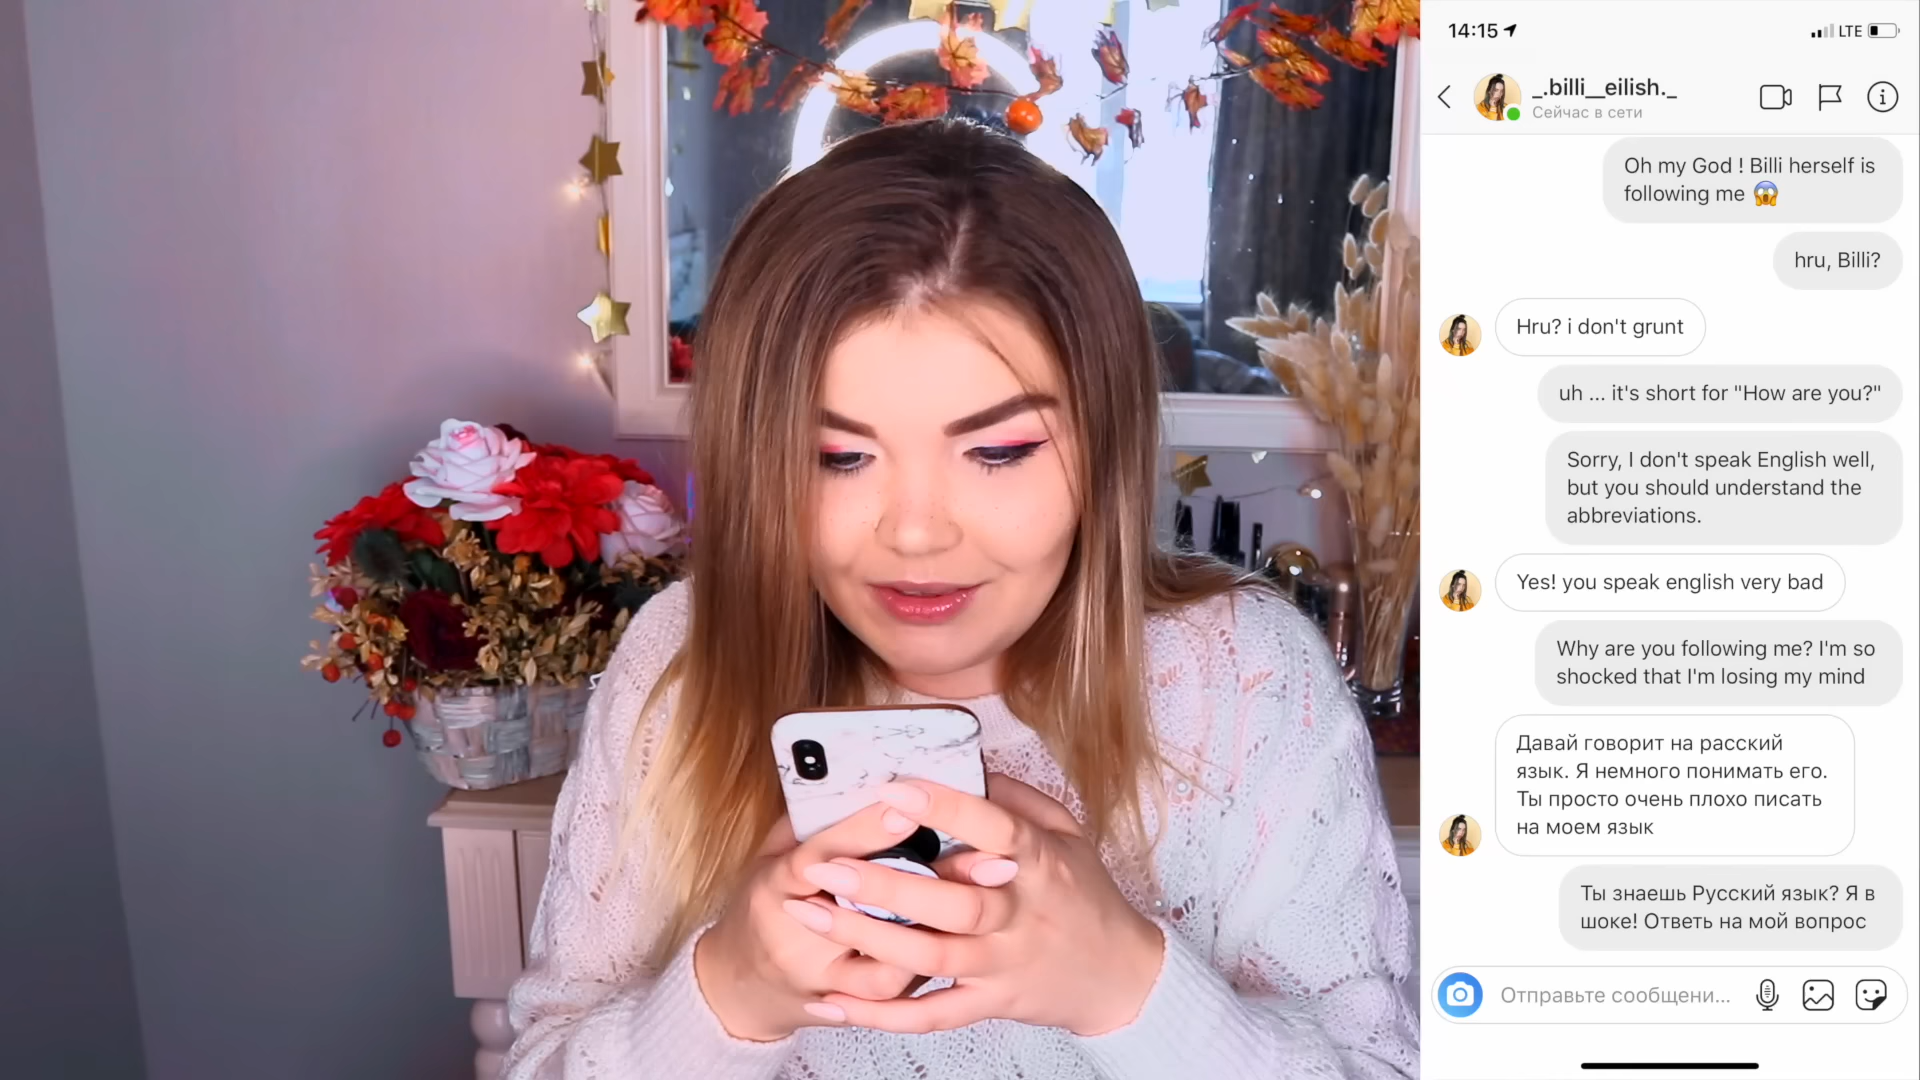 14:15
LTE
_.billi__eilish._
Сейчас в сети
Oh my God ! Billi herself is
following me 😱
hru, Billi?
Hru? i don't grunt
uh ... it's short for "How are you?"
Sorry, I don't speak English well,
but you should understand the
abbreviations.
Yes! you speak english very bad
Why are you following me? I'm so
shocked that I'm losing my mind
Давай говорит на расский
язык. Я немного понимать его.
Ты просто очень плохо писать
на моем язык
Ты знаешь Русский язык? Я в
шоке! Ответь на мой вопрос
Отправьте сообщени...